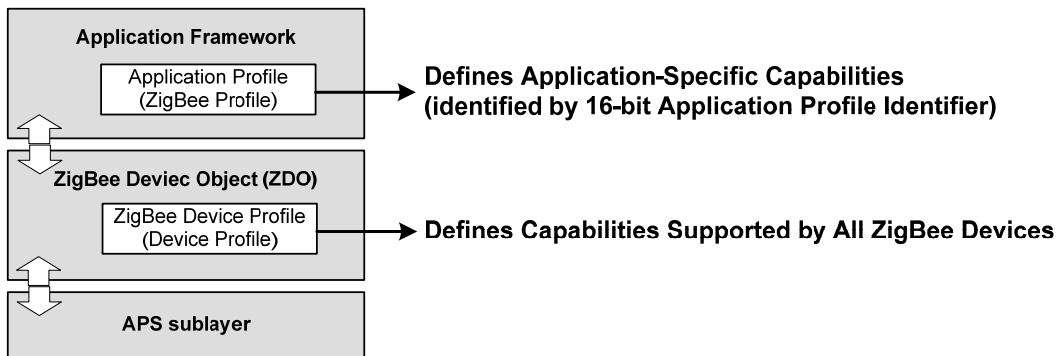 Application Framework
Application Profile
(ZigBee Profile)
Defines Application-Specific Capabilities
(identified by 16-bit Application Profile Identifier)
ZigBee Deviec Object (ZDO)
ZigBee Device Profile
(Device Profile)
Defines Capabilities Supported by All ZigBee Devices
APS sublayer